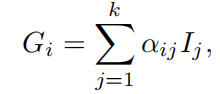 G_i = \sum_{j=1}^{k} \alpha_{ij} I_j,